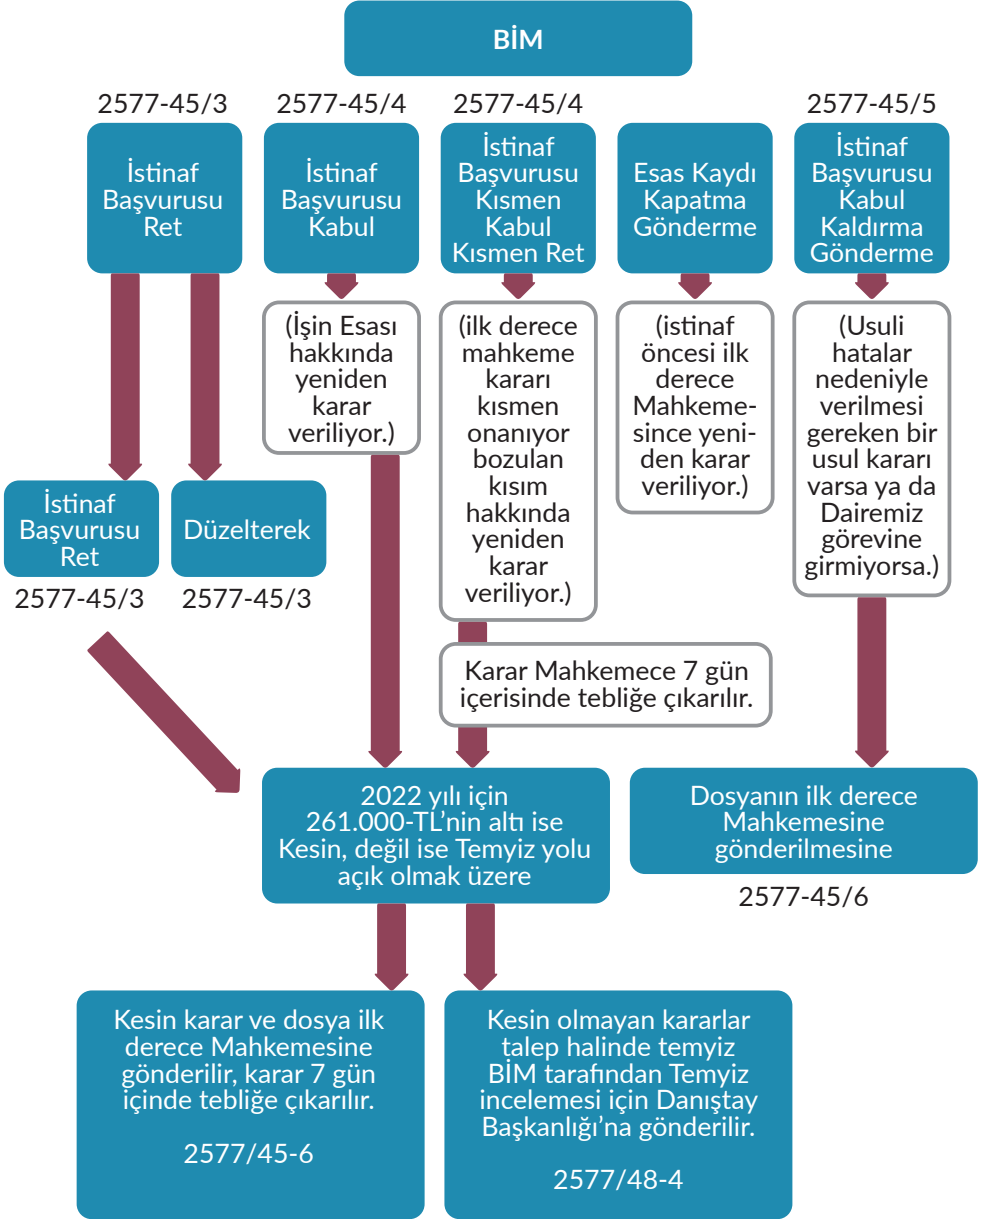 BİM
2577-45/3
2577-45/4
2577-45/4
2577-45/5
İstinaf
Başvurusu
Ret
İstinaf
Başvurusu
Kabul
İstinaf
Başvurusu
Kısmen
Kabul
Kısmen Ret
Esas Kaydı
Kapatma
Gönderme
İstinaf
Başvurusu
Kabul
Kaldırma
Gönderme
(İşin Esası
hakkında
yeniden
karar
veriliyor.)
(ilk derece
mahkeme
kararı
kısmen
onanıyor
bozulan
kısım
hakkında
yeniden
karar
veriliyor.)
(istinaf
öncesi ilk
derece
Mahkeme-
since yeni-
den karar
veriliyor.)
(Usuli
hatalar
nedeniyle
verilmesi
gereken bir
usul kararı
varsa ya da
Dairemiz
görevine
girmiyorsa.)
İstinaf
Başvurusu
Ret
Düzelterek
2577-45/3
2577-45/3
Karar Mahkemece 7 gün
içerisinde tebliğe çıkarılır.
2022 yılı için
261.000-TL'nin altı ise
Kesin, değil ise Temyiz yolu
açık olmak üzere
Dosyanın ilk derece
Mahkemesine
gönderilmesine
2577-45/6
Kesin karar ve dosya ilk
derece Mahkemesine
gönderilir, karar 7 gün
içinde tebliğe çıkarılır.
2577/45-6
Kesin olmayan kararlar
talep halinde temyiz
BİM tarafından Temyiz
incelemesi için Danıştay
Başkanlığı'na gönderilir.
2577/48-4